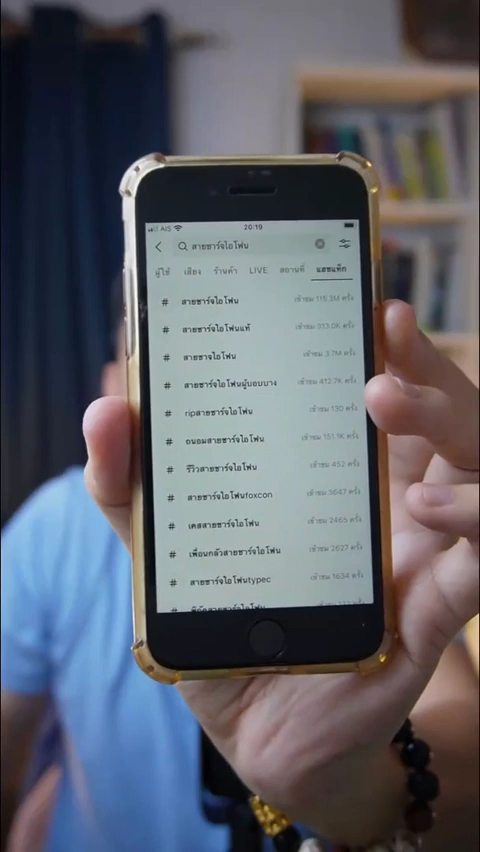 AIS 20:19
สายชาร์จไอโฟน
ผู้ใช้ เสียง ร้านค้า LIVE สถานที่ แฮชแท็ก
# สายชาร์จไอโฟน เข้าชม 115.3M ครั้ง
# สายชาร์จไอโฟนแท้ เข้าชม 313.0K ครั้ง
# สายชาจไอโฟน เข้าชม 3.7M ครั้ง
# สายชาร์จไอโฟนผู้บอบบาง เข้าชม 412.7K ครั้ง
# ripสายชาร์จไอโฟน เข้าชม 130 ครั้ง
# ถนอมสายชาร์จไอโฟน เข้าชม 151.1K ครั้ง
# รีวิวสายชาร์จไอโฟน เข้าชม 452 ครั้ง
# สายชาร์จไอโฟนfoxcon เข้าชม 3647 ครั้ง
# เคสสายชาร์จไอโฟน เข้าชม 2465 ครั้ง
# เพื่อนกลัวสายชาร์จไอโฟน เข้าชม 2627 ครั้ง
# สายชาร์จไอโฟนtypec เข้าชม 1634 ครั้ง